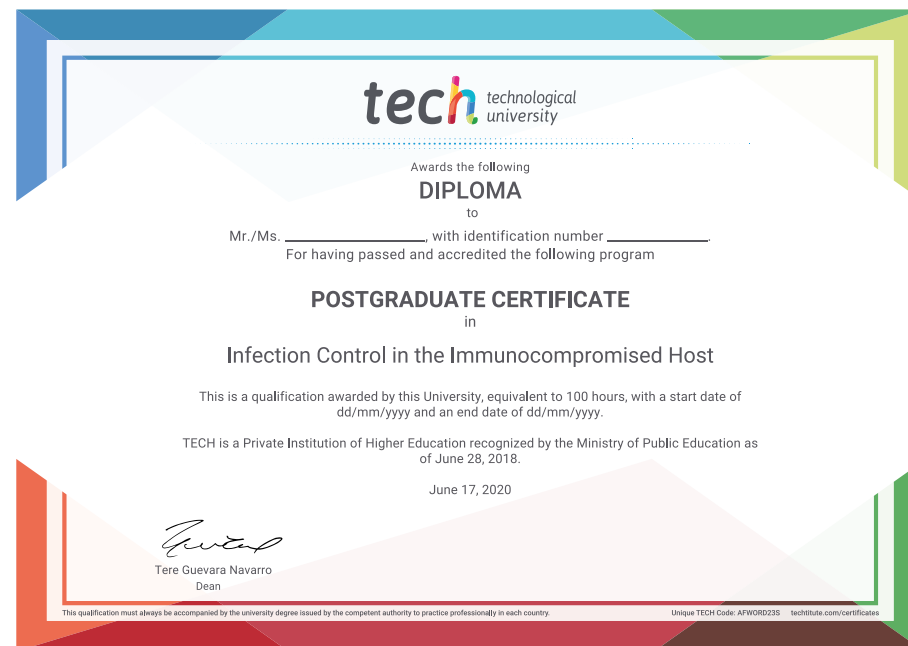 tech technological
university
Awards the following
DIPLOMA
to
Mr./Ms. ____________, with identification number ____________.
For having passed and accredited the following program
POSTGRADUATE CERTIFICATE
in
Infection Control in the Immunocompromised Host
This is a qualification awarded by this University, equivalent to 100 hours, with a start date of
dd/mm/yyyy and an end date of dd/mm/yyyy.
TECH is a Private Institution of Higher Education recognized by the Ministry of Public Education as
of June 28, 2018.
June 17, 2020
Tere Guevara Navarro
Dean
This qualification must always be accompanied by the university degree issued by the competent authority to practice professionally in each country.
Unique TECH Code: AFWORD23S techtitute.com/certificates